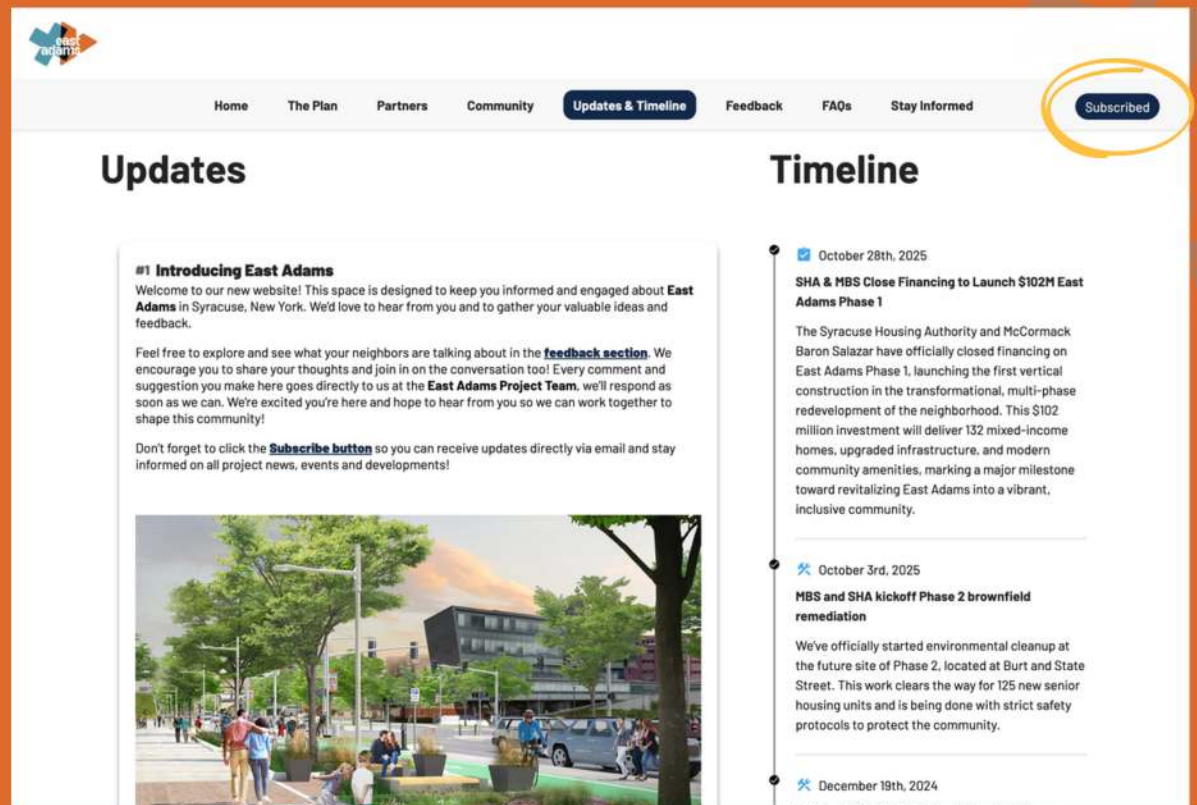 east
adams
Home The Plan Partners Community Updates & Timeline Feedback FAQs Stay Informed Subscribed
Updates
#1 Introducing East Adams
Welcome to our new website! This space is designed to keep you informed and engaged about East
Adams in Syracuse, New York. We'd love to hear from you and to gather your valuable ideas and
feedback.
Feel free to explore and see what your neighbors are talking about in the feedback section. We
encourage you to share your thoughts and join in on the conversation too! Every comment and
suggestion you make here goes directly to us at the East Adams Project Team, we'll respond as
soon as we can. We're excited you're here and hope to hear from you so we can work together to
shape this community!
Don't forget to click the Subscribe button so you can receive updates directly via email and stay
informed on all project news, events and developments!
Timeline
October 28th, 2025
SHA & MBS Close Financing to Launch $102M East
Adams Phase 1
The Syracuse Housing Authority and McCormack
Baron Salazar have officially closed financing on
East Adams Phase 1, launching the first vertical
construction in the transformational, multi-phase
redevelopment of the neighborhood. This $102
million investment will deliver 132 mixed-income
homes, upgraded infrastructure, and modern
community amenities, marking a major milestone
toward revitalizing East Adams into a vibrant,
inclusive community.
October 3rd, 2025
MBS and SHA kickoff Phase 2 brownfield
remediation
We've officially started environmental cleanup at
the future site of Phase 2, located at Burt and State
Street. This work clears the way for 125 new senior
housing units and is being done with strict safety
protocols to protect the community.
December 19th, 2024